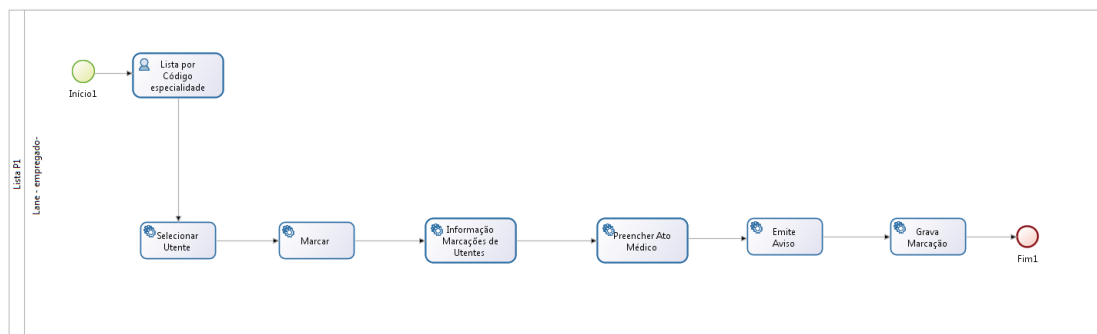 Lista P1
Lane - empregado-
Início1
Lista por
Código
especialidade
Selecionar
Utente
Marcar
Informação
Marcações de
Utentes
Preencher Ato
Médico
Emite
Aviso
Grava
Marcação
Fim1